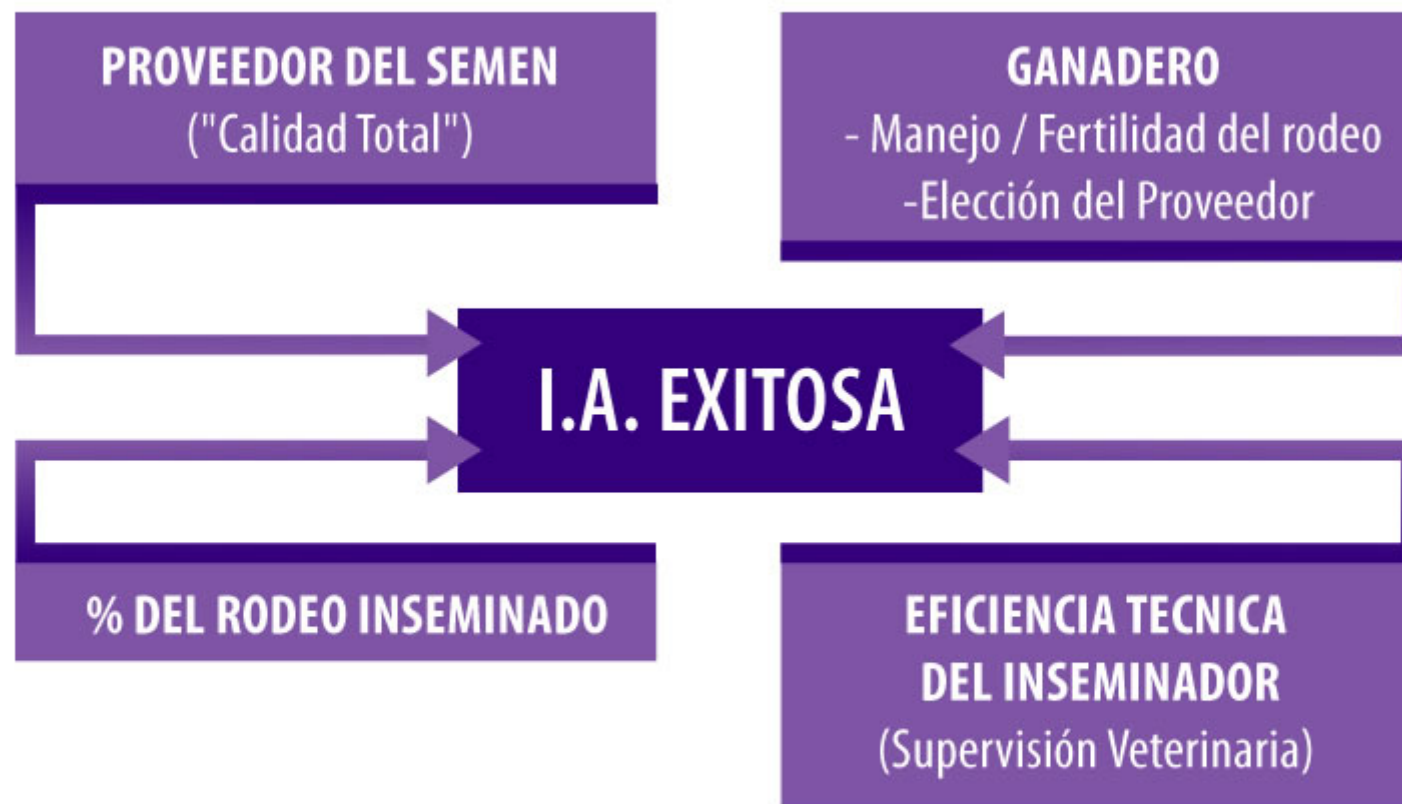 PROVEEDOR DEL SEMEN
("Calidad Total")
GANADERO
- Manejo / Fertilidad del rodeo
-Elección del Proveedor
I.A. EXITOSA
% DEL RODEO INSEMINADO
EFICIENCIA TECNICA
DEL INSEMINADOR
(Supervisión Veterinaria)